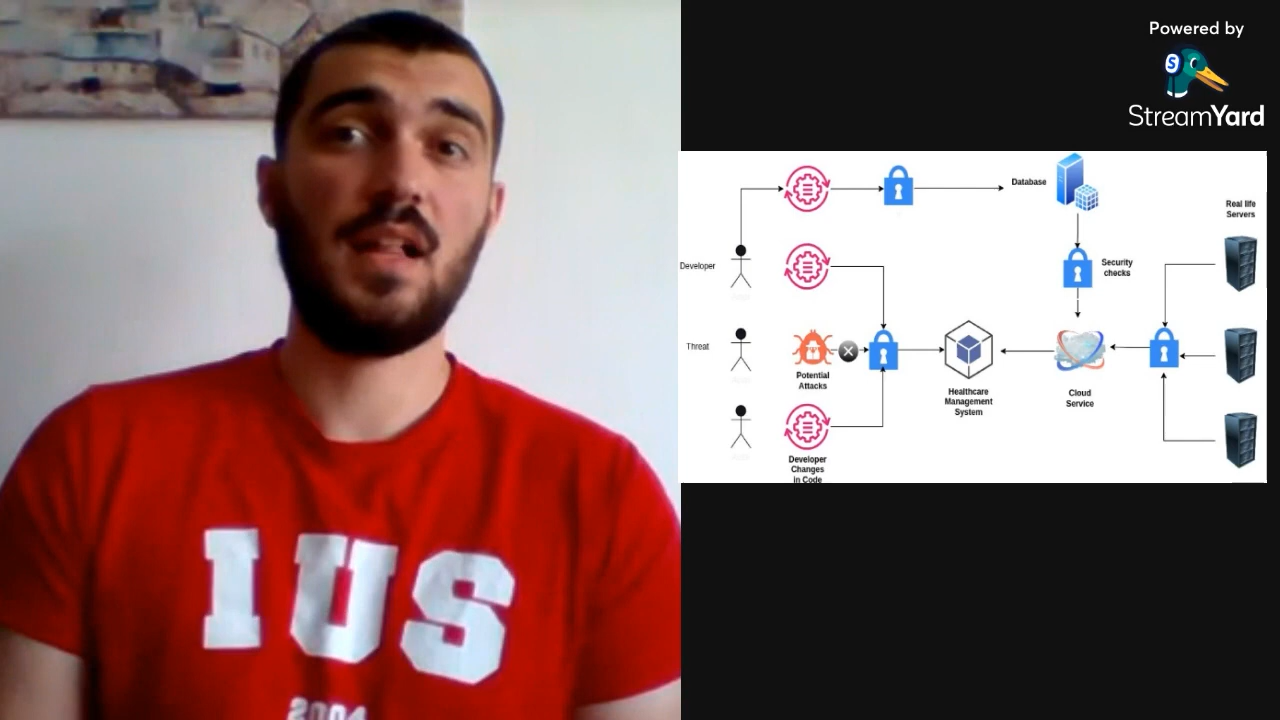 Powered by
StreamYard
Database
Real life
Servers
Developer
Security
checks
Threat
Potential
Attacks
Healthcare
Management
System
Cloud
Service
Developer
Changes
in Code
IUS
2004